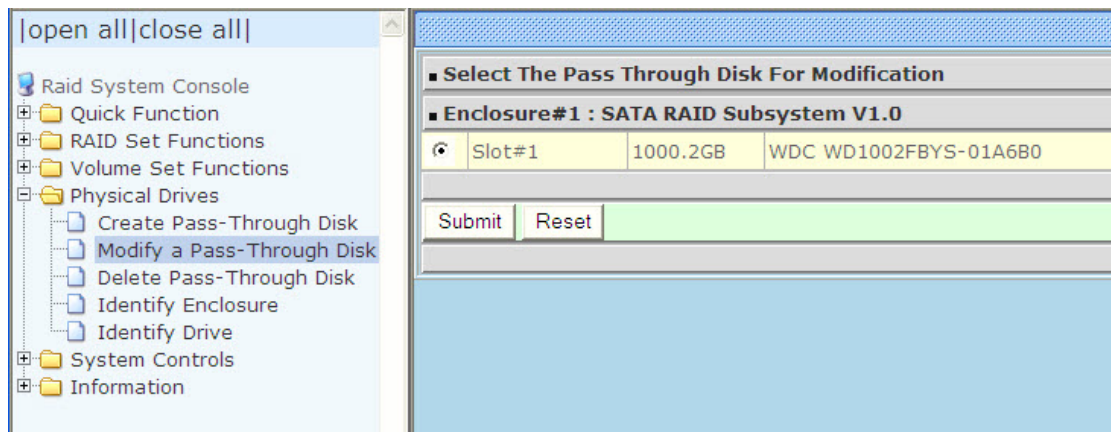 |open all|close all|
Raid System Console
Quick Function
RAID Set Functions
Volume Set Functions
Physical Drives
Create Pass-Through Disk
Modify a Pass-Through Disk
Delete Pass-Through Disk
Identify Enclosure
Identify Drive
System Controls
Information
Select The Pass Through Disk For Modification
Enclosure#1 : SATA RAID Subsystem V1.0
Slot#1 1000.2GB WDC WD1002FBYS-01A6B0
Submit Reset